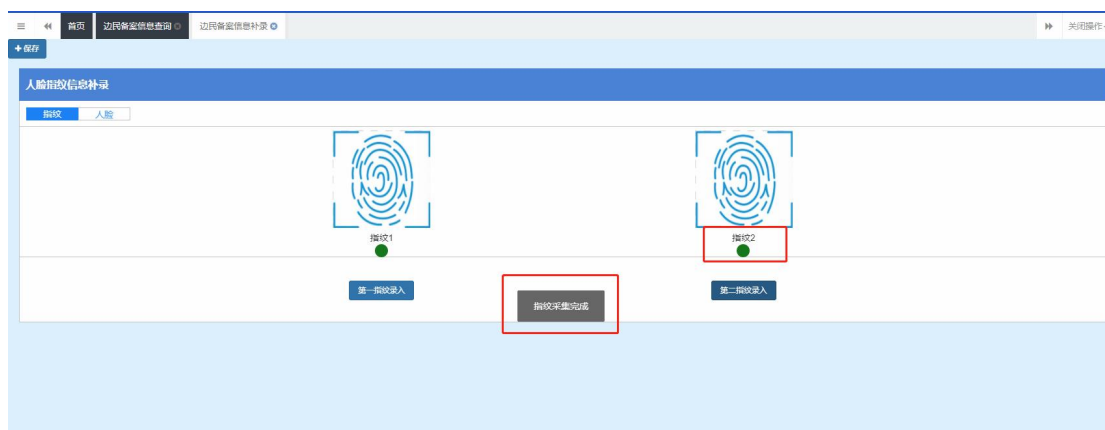 首页 边民备案信息查询 边民备案信息补录 关闭操作
+保存
人脸指纹信息补录
指纹 人脸
指纹1 指纹2
第一指纹录入 第二指纹录入
指纹采集完成